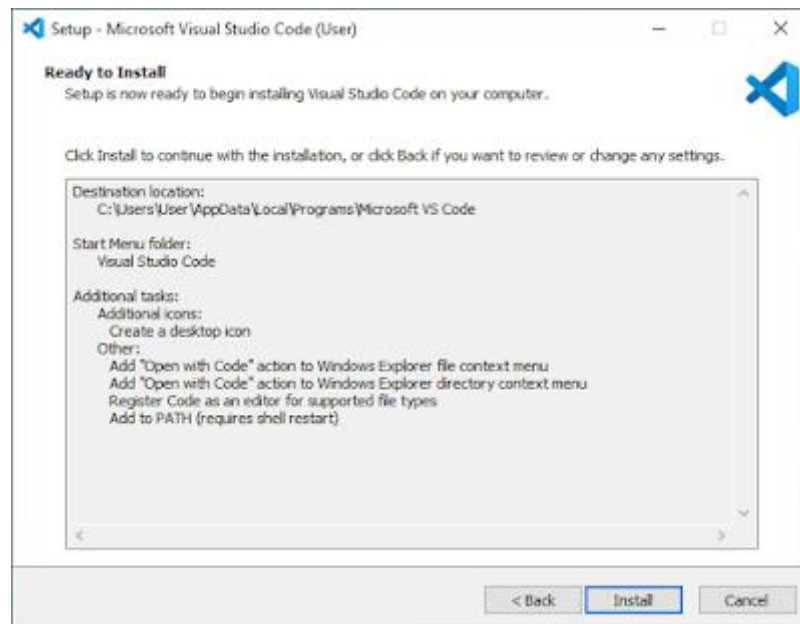 Setup - Microsoft Visual Studio Code (User)
Ready to Install
Setup is now ready to begin installing Visual Studio Code on your computer.
Click Install to continue with the installation, or click Back if you want to review or change any settings.
Destination location:
C:\Users\User\AppData\Local\Programs\Microsoft VS Code
Start Menu folder:
Visual Studio Code
Additional tasks:
Additional icons:
Create a desktop icon
Other:
Add "Open with Code" action to Windows Explorer file context menu
Add "Open with Code" action to Windows Explorer directory context menu
Register Code as an editor for supported file types
Add to PATH (requires shell restart)
< Back Install Cancel